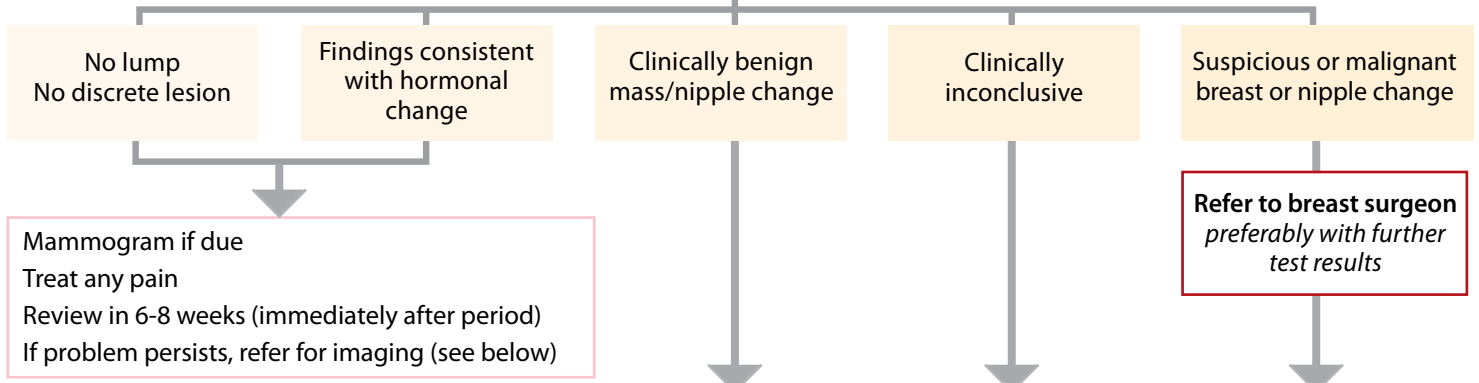 No lump
No discrete lesion
Findings consistent
with hormonal
change
Clinically benign
mass/nipple change
Clinically
inconclusive
Suspicious or malignant
breast or nipple change
Mammogram if due
Treat any pain
Review in 6-8 weeks (immediately after period)
If problem persists, refer for imaging (see below)
Refer to breast surgeon
preferably with further
test results